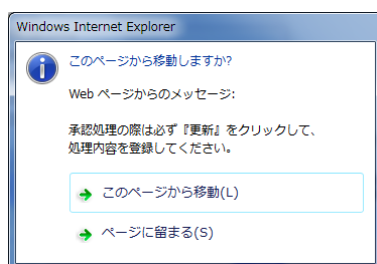 Windows Internet Explorer
このページから移動しますか?
Web ページからのメッセージ:
承認処理の際は必ず『更新』をクリックして、
処理内容を登録してください。
このページから移動(L)
ページに留まる(S)